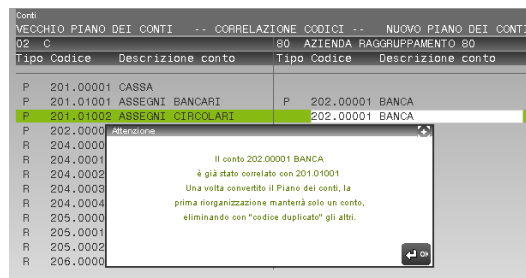 Conti
VECCHIO PIANO DEI CONTI -- CORRELAZIONE CODICI -- NUOVO PIANO DEI CONTI
02 C 80 AZIENDA RAGGRUPPAMENTO 80
Tipo Codice Descrizione conto Tipo Codice Descrizione conto
P 201.00001 CASSA
P 201.01001 ASSEGNI BANCARI P 202.00001 BANCA
P 201.01002 ASSEGNI CIRCOLARI 202.00001 BANCA
P 202.0000
Attenzione
R 204.0000
R 204.0001
R 204.0002
R 204.0003
R 204.0004
R 205.0000
R 205.0001
R 205.0002
R 206.0000
Il conto 202.00001 BANCA
è già stato correlato con 201.01001
Una volta convertito il Piano dei conti, la
prima riorganizzazione manterrà solo un conto,
eliminando con "codice duplicato" gli altri.